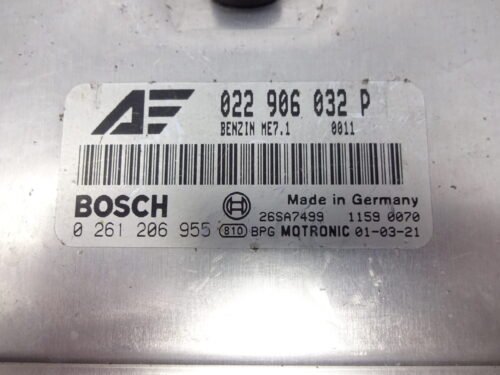 AE 022 906 032 P
BENZIN ME7.1 0011
BOSCH Made in Germany
26SA7499 1159 0070
0 261 206 955 810 BPG MOTRONIC 01-03-21